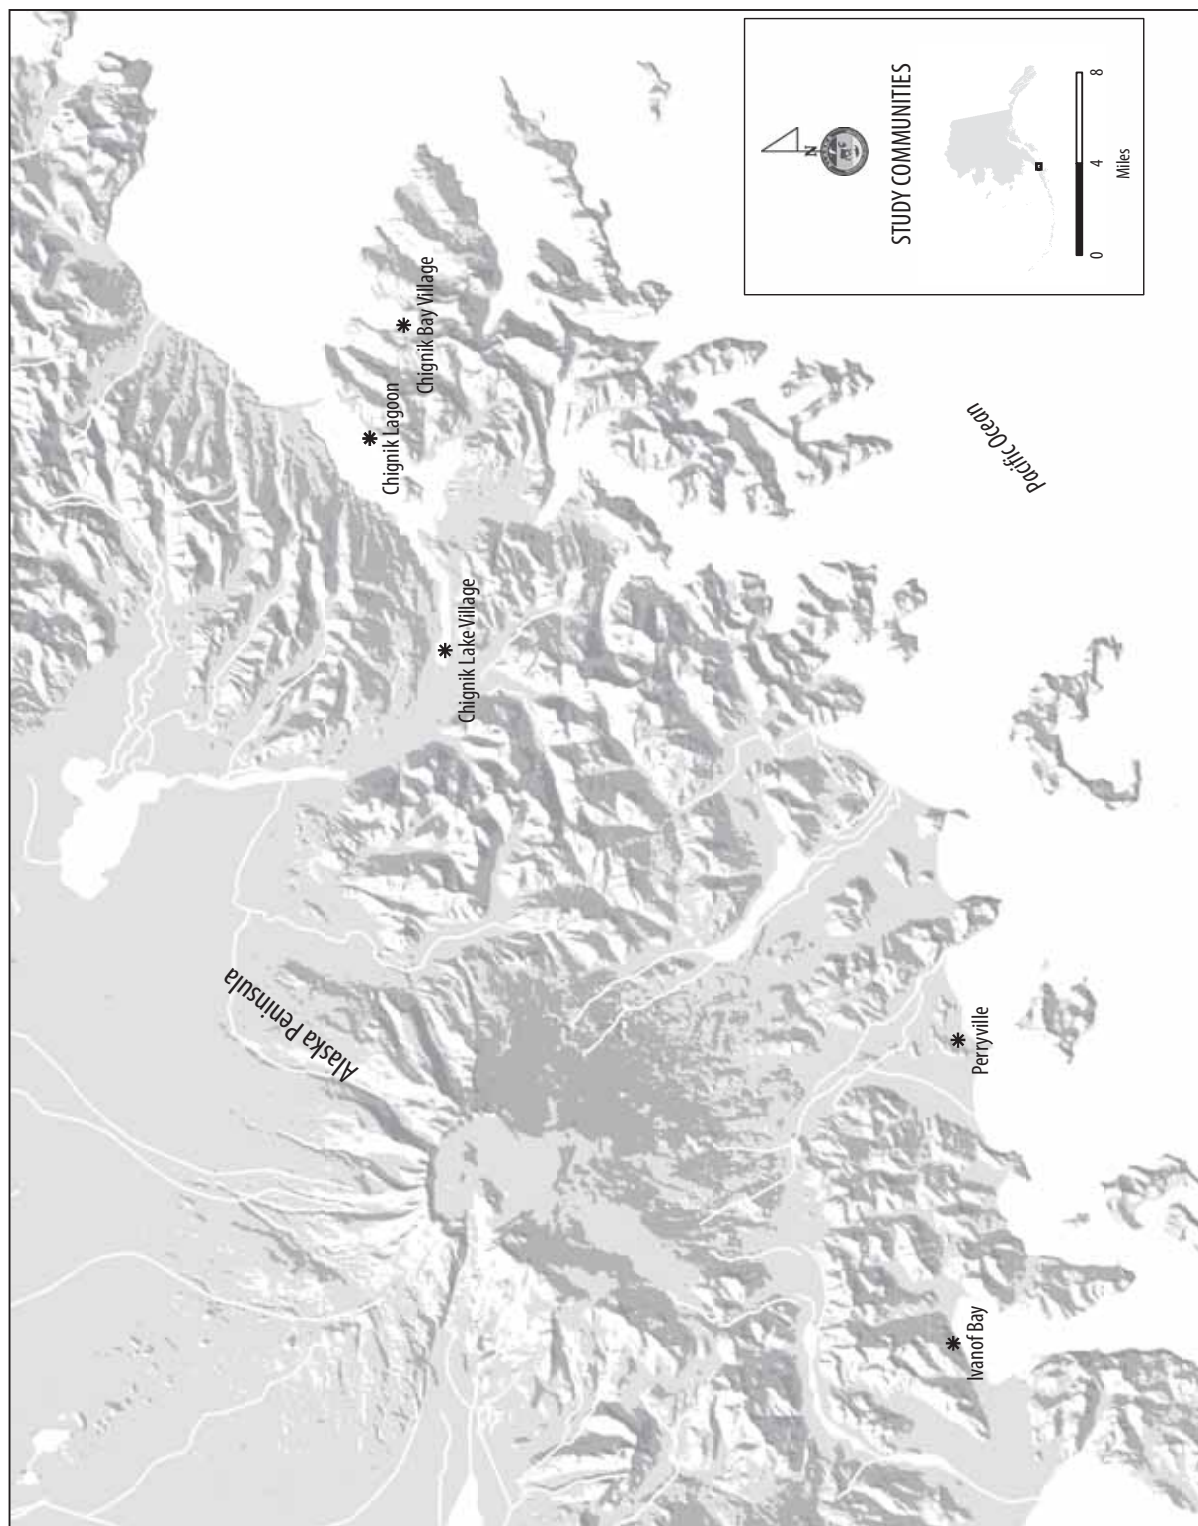 Alaska Peninsula
Ivanof Bay
Perryville
Chignik Lake Village
Chignik Lagoon
Chignik Bay Village
Pacific Ocean
N
STUDY COMMUNITIES
0 4 8
Miles